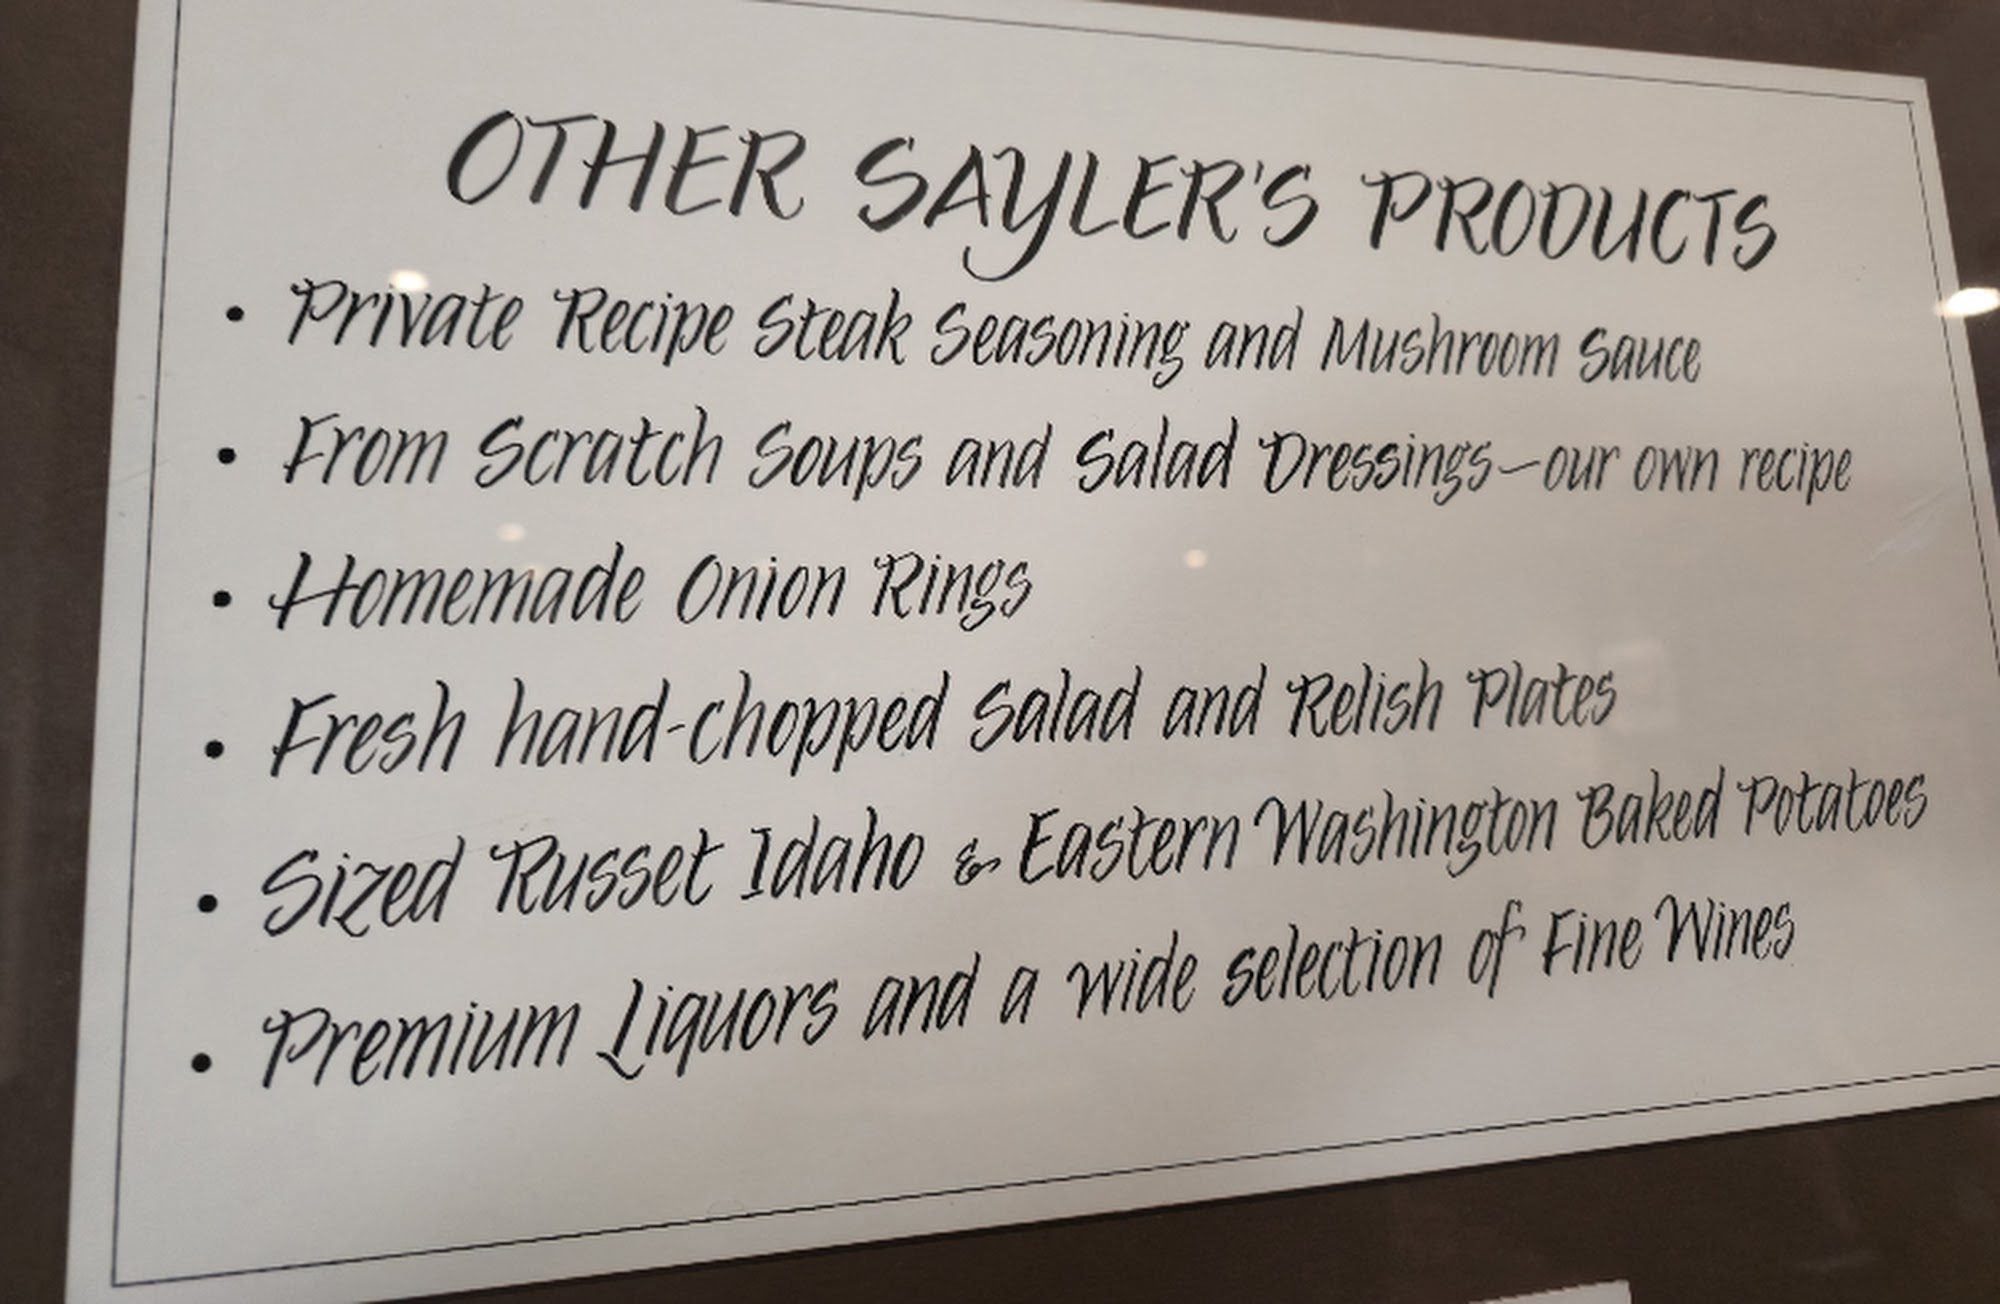 OTHER SAYLER'S PRODUCTS
• Private Recipe Steak Seasoning and Mushroom Sauce
• From Scratch Soups and Salad Dressings—our own recipe
• Homemade Onion Rings
• Fresh hand-chopped Salad and Relish Plates
• Sized Russet Idaho & Eastern Washington Baked Potatoes
• Premium Liquors and a wide selection of Fine Wines